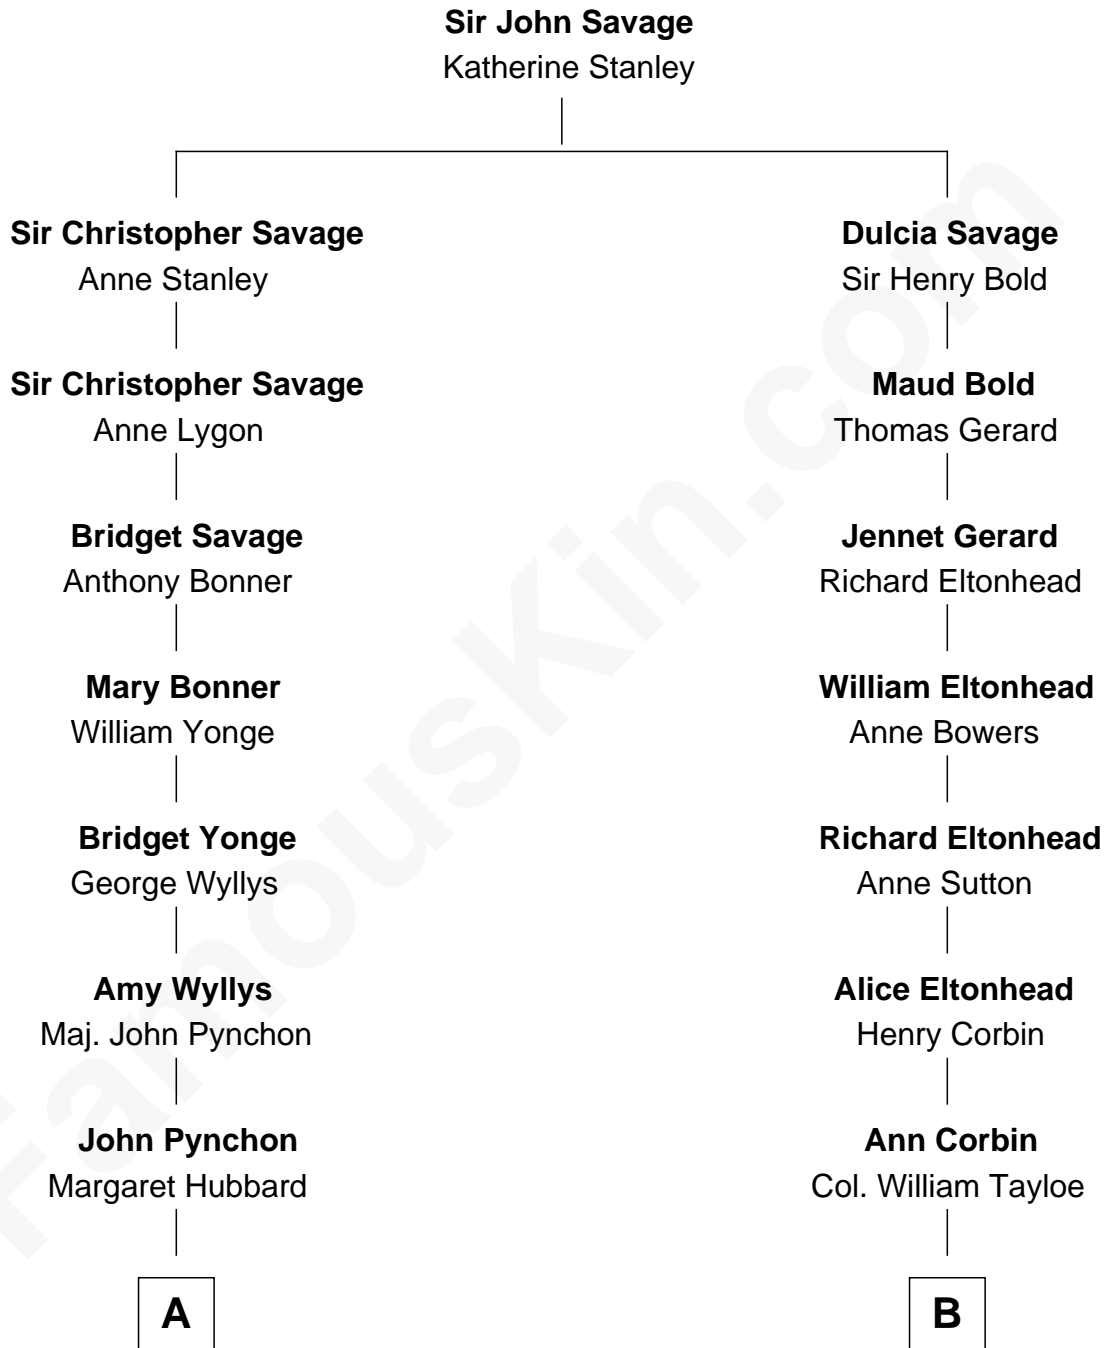 Sir John Savage
Katherine Stanley
Sir Christopher Savage
Anne Stanley
Sir Christopher Savage
Anne Lygon
Bridget Savage
Anthony Bonner
Mary Bonner
William Yonge
Bridget Yonge
George Wyllys
Amy Wyllys
Maj. John Pynchon
John Pynchon
Margaret Hubbard
A
Dulcia Savage
Sir Henry Bold
Maud Bold
Thomas Gerard
Jennet Gerard
Richard Eltonhead
William Eltonhead
Anne Bowers
Richard Eltonhead
Anne Sutton
Alice Eltonhead
Henry Corbin
Ann Corbin
Col. William Tayloe
B
FamousKin.com